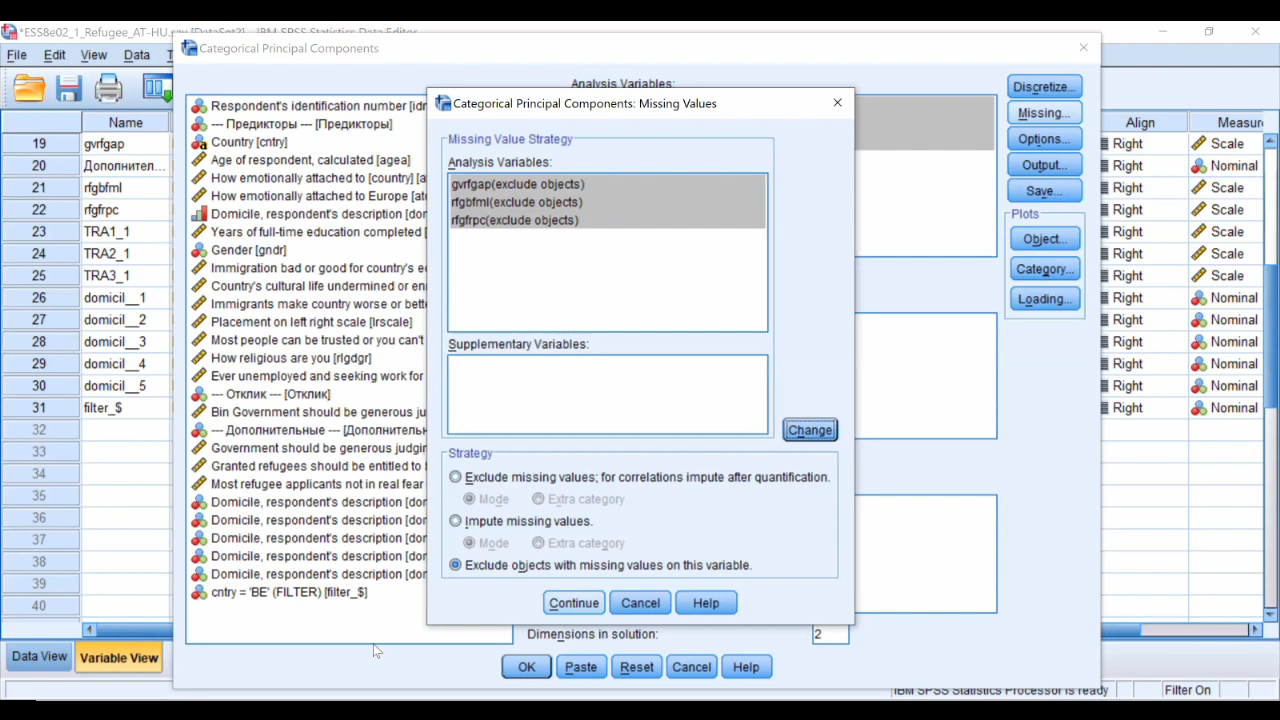 *ESS8e02_1_Refugee_AT-HU.sav [DataSet2] - IBM SPSS Statistics Data Editor
File Edit View Data
Categorical Principal Components
Analysis Variables:
Respondent's identification number [idn
--- Предикторы --- [Предикторы]
Country [cntry]
Age of respondent, calculated [agea]
How emotionally attached to [country] [a
How emotionally attached to Europe [at
Domicile, respondent's description [do
Years of full-time education completed [
Gender [gndr]
Immigration bad or good for country's e
Country's cultural life undermined or en
Immigrants make country worse or bette
Placement on left right scale [lrscale]
Most people can be trusted or you can't
How religious are you [rlgdgr]
Ever unemployed and seeking work for
--- Отклик --- [Отклик]
Bin Government should be generous ju
--- Дополнительные --- [Дополнительн
Government should be generous judgin
Granted refugees should be entitled to b
Most refugee applicants not in real fear
Domicile, respondent's description [do
Domicile, respondent's description [do
Domicile, respondent's description [do
Domicile, respondent's description [do
Domicile, respondent's description [do
cntry = 'BE' (FILTER) [filter_$]
Categorical Principal Components: Missing Values
Missing Value Strategy
Analysis Variables:
gvrfgap(exclude objects)
rfgbfml(exclude objects)
rfgfrpc(exclude objects)
Supplementary Variables:
Change
Strategy
Exclude missing values; for correlations impute after quantification.
Mode Extra category
Impute missing values.
Mode Extra category
Exclude objects with missing values on this variable.
Continue Cancel Help
Discretize...
Missing...
Options...
Output...
Save...
Plots
Object...
Category...
Loading...
Dimensions in solution: 2
OK Paste Reset Cancel Help
Name Align Measur
19 gvrfgap Right Scale
20 Дополнител... Right Nominal
21 rfgbfml Right Scale
22 rfgfrpc Right Scale
23 TRA1_1 Right Scale
24 TRA2_1 Right Scale
25 TRA3_1 Right Scale
26 domicil__1 Right Nominal
27 domicil__2 Right Nominal
28 domicil__3 Right Nominal
29 domicil__4 Right Nominal
30 domicil__5 Right Nominal
31 filter_$ Right Nominal
32
33
34
35
36
37
38
39
40
Data View Variable View
IBM SPSS Statistics Processor is ready Filter On